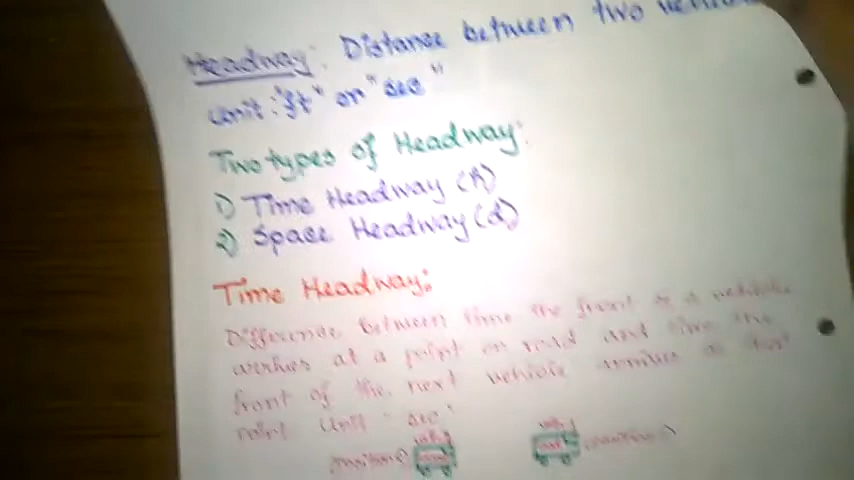 Headway: Distance between two
Unit: "ft" or "sec"
Two types of Headway:
1) Time Headway (h)
2) Space Headway (d)
Time Headway:
Difference between time the front of a vehicle
arrives at a point on road and time the
front of the next vehicle arrives at that
point Unit "sec"